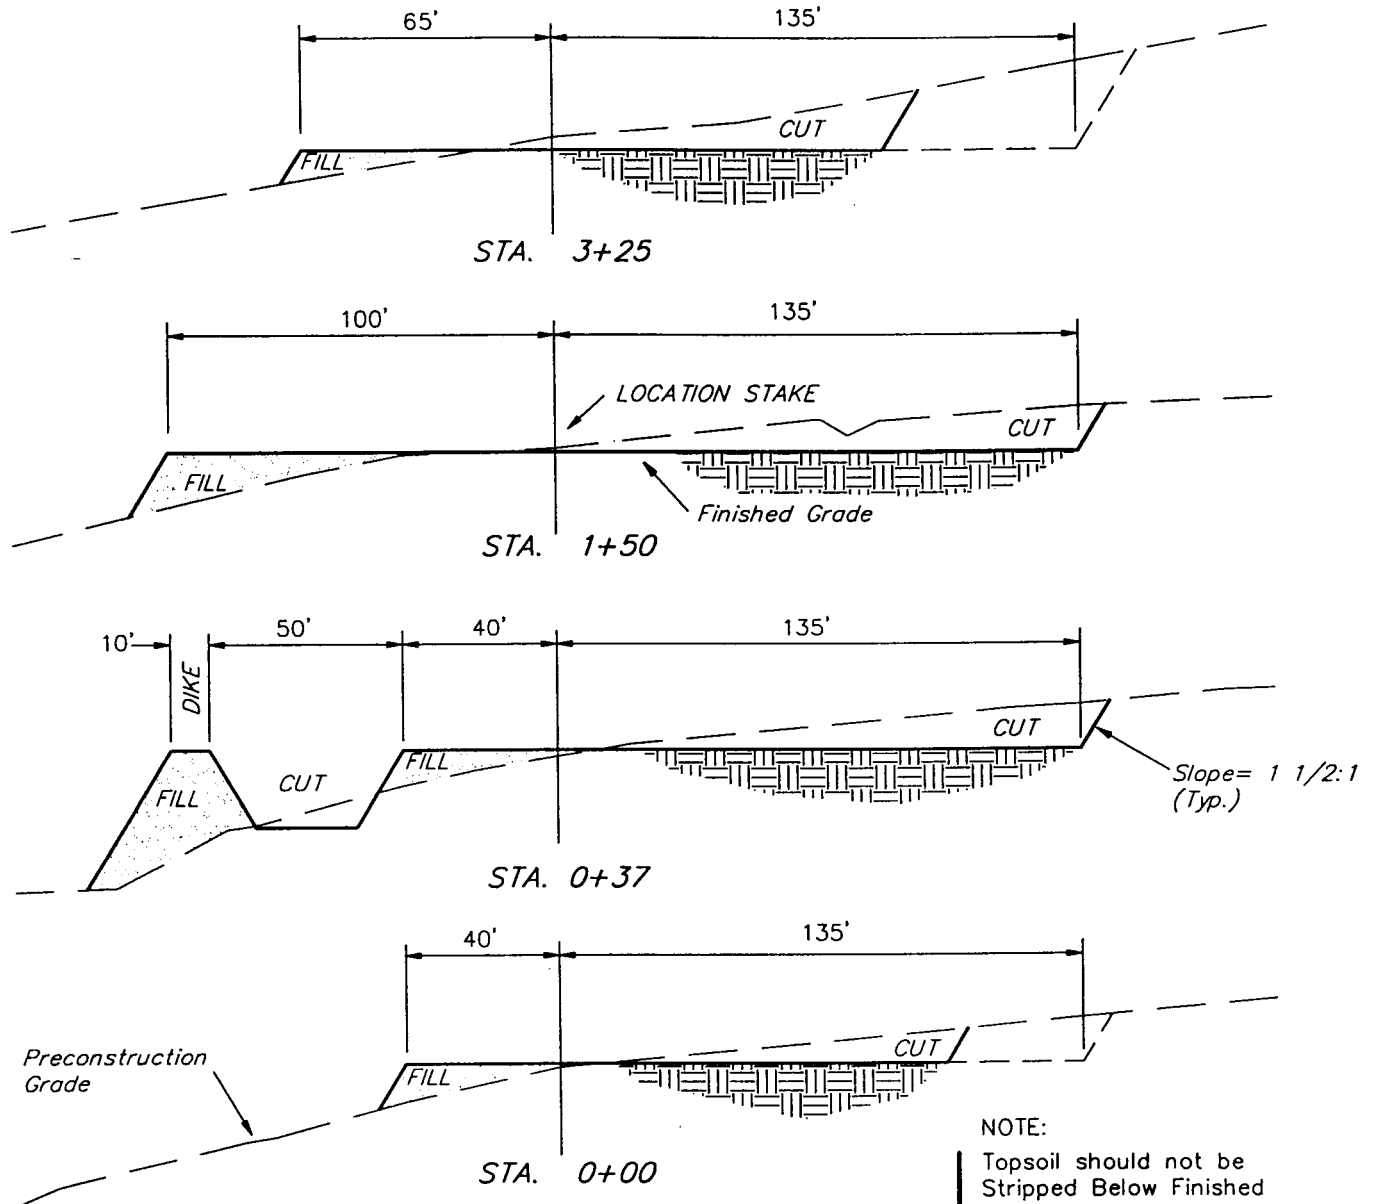 65' 135'
CUT
FILL
STA. 3+25
100' 135'
LOCATION STAKE
CUT
FILL
Finished Grade
STA. 1+50
10' 50' 40' 135'
DIKE
CUT
FILL
CUT
FILL
Slope= 1 1/2:1
(Typ.)
STA. 0+37
40' 135'
Preconstruction
Grade
CUT
FILL
NOTE:
Topsoil should not be
Stripped Below Finished
STA. 0+00